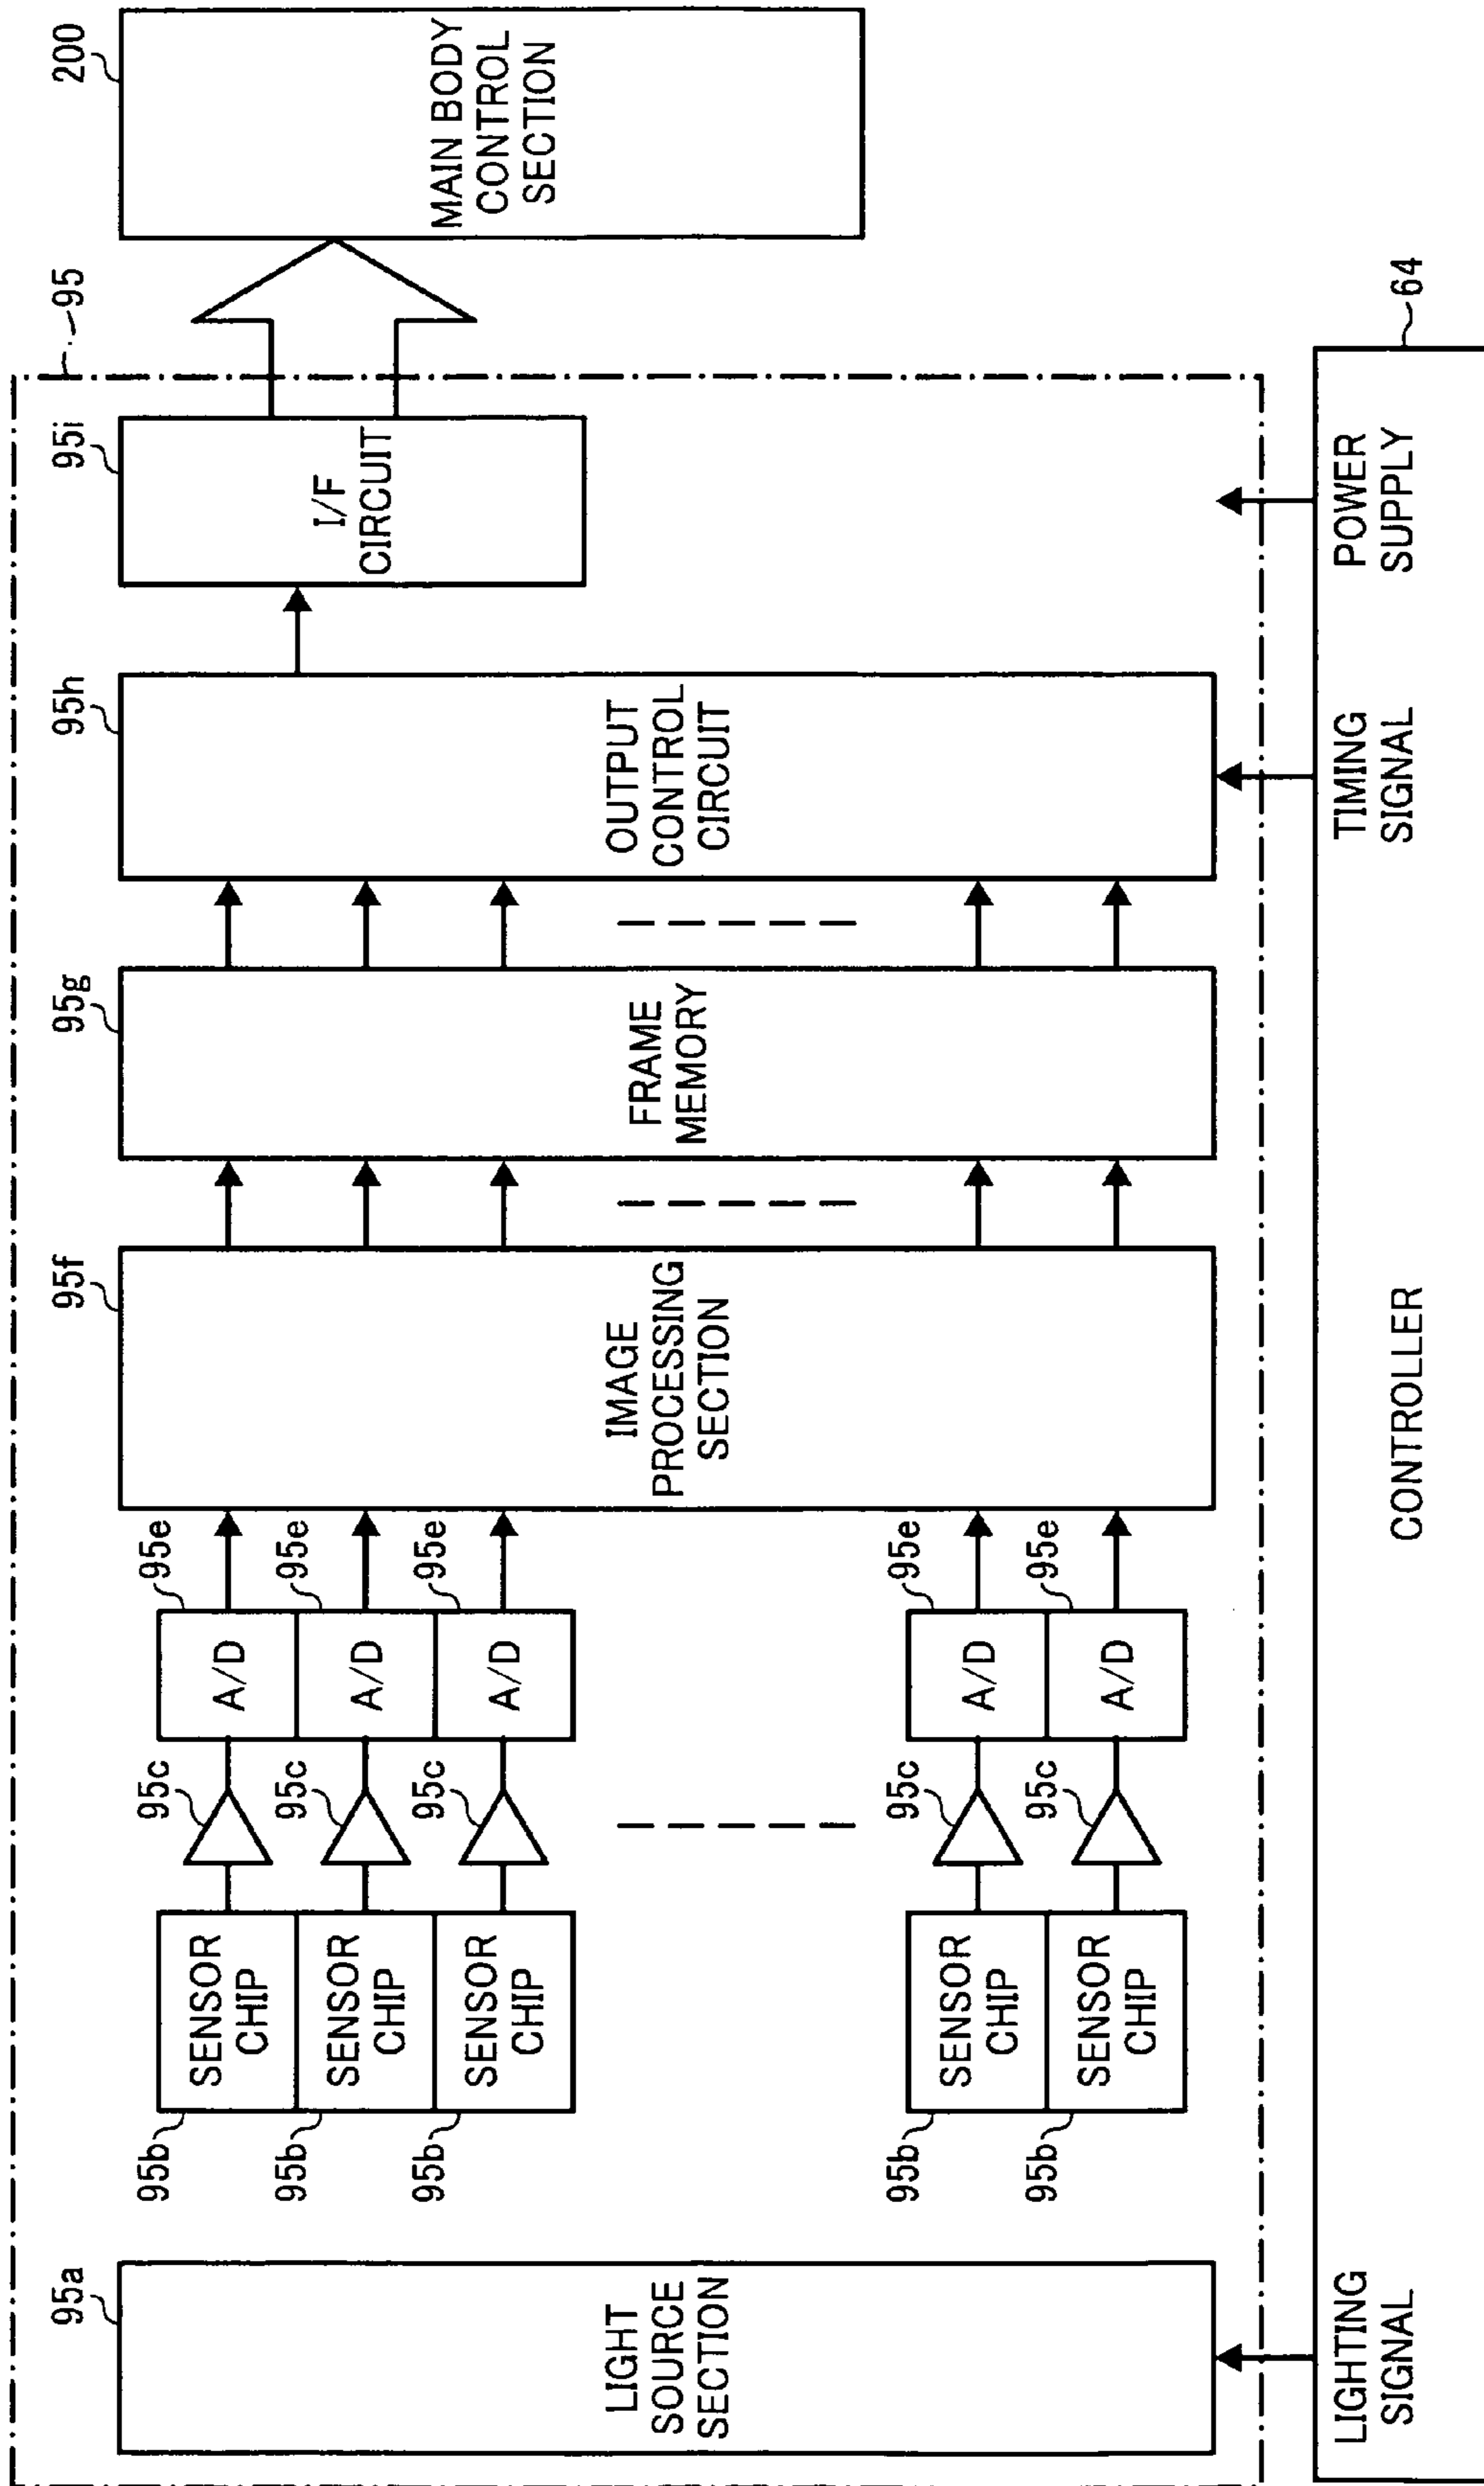 95
200
95a
95f
95g
95h
95i
LIGHT
SOURCE
SECTION
95b
SENSOR
CHIP
95c
A/D
95e
95b
SENSOR
CHIP
95c
A/D
95e
95b
SENSOR
CHIP
95c
A/D
95e
95b
SENSOR
CHIP
95c
A/D
95e
95b
SENSOR
CHIP
95c
A/D
95e
IMAGE
PROCESSING
SECTION
FRAME
MEMORY
OUTPUT
CONTROL
CIRCUIT
I/F
CIRCUIT
MAIN BODY
CONTROL
SECTION
LIGHTING
SIGNAL
CONTROLLER
TIMING
SIGNAL
POWER
SUPPLY
64